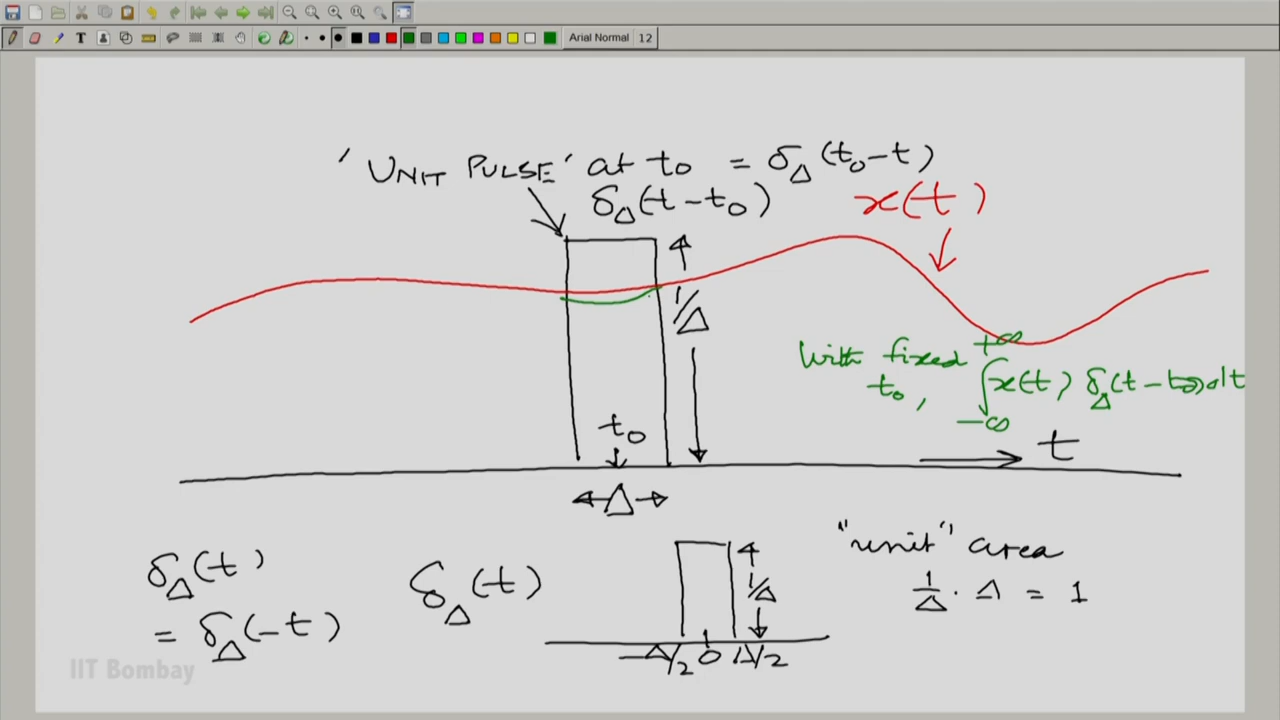 Arial Normal 12
'UNIT PULSE' at t₀ = δ_Δ(t₀-t)
δ_Δ(t-t₀)
x(t)
1/Δ
With fixed t₀, ∫_{-∞}^{+∞} x(t) δ_Δ(t-t₀)dt
t₀
t
Δ
"unit" area
1/Δ · Δ = 1
δ_Δ(t)
= δ_Δ(-t)
δ_Δ(t)
1/Δ
-Δ/2 0 Δ/2
IIT Bombay